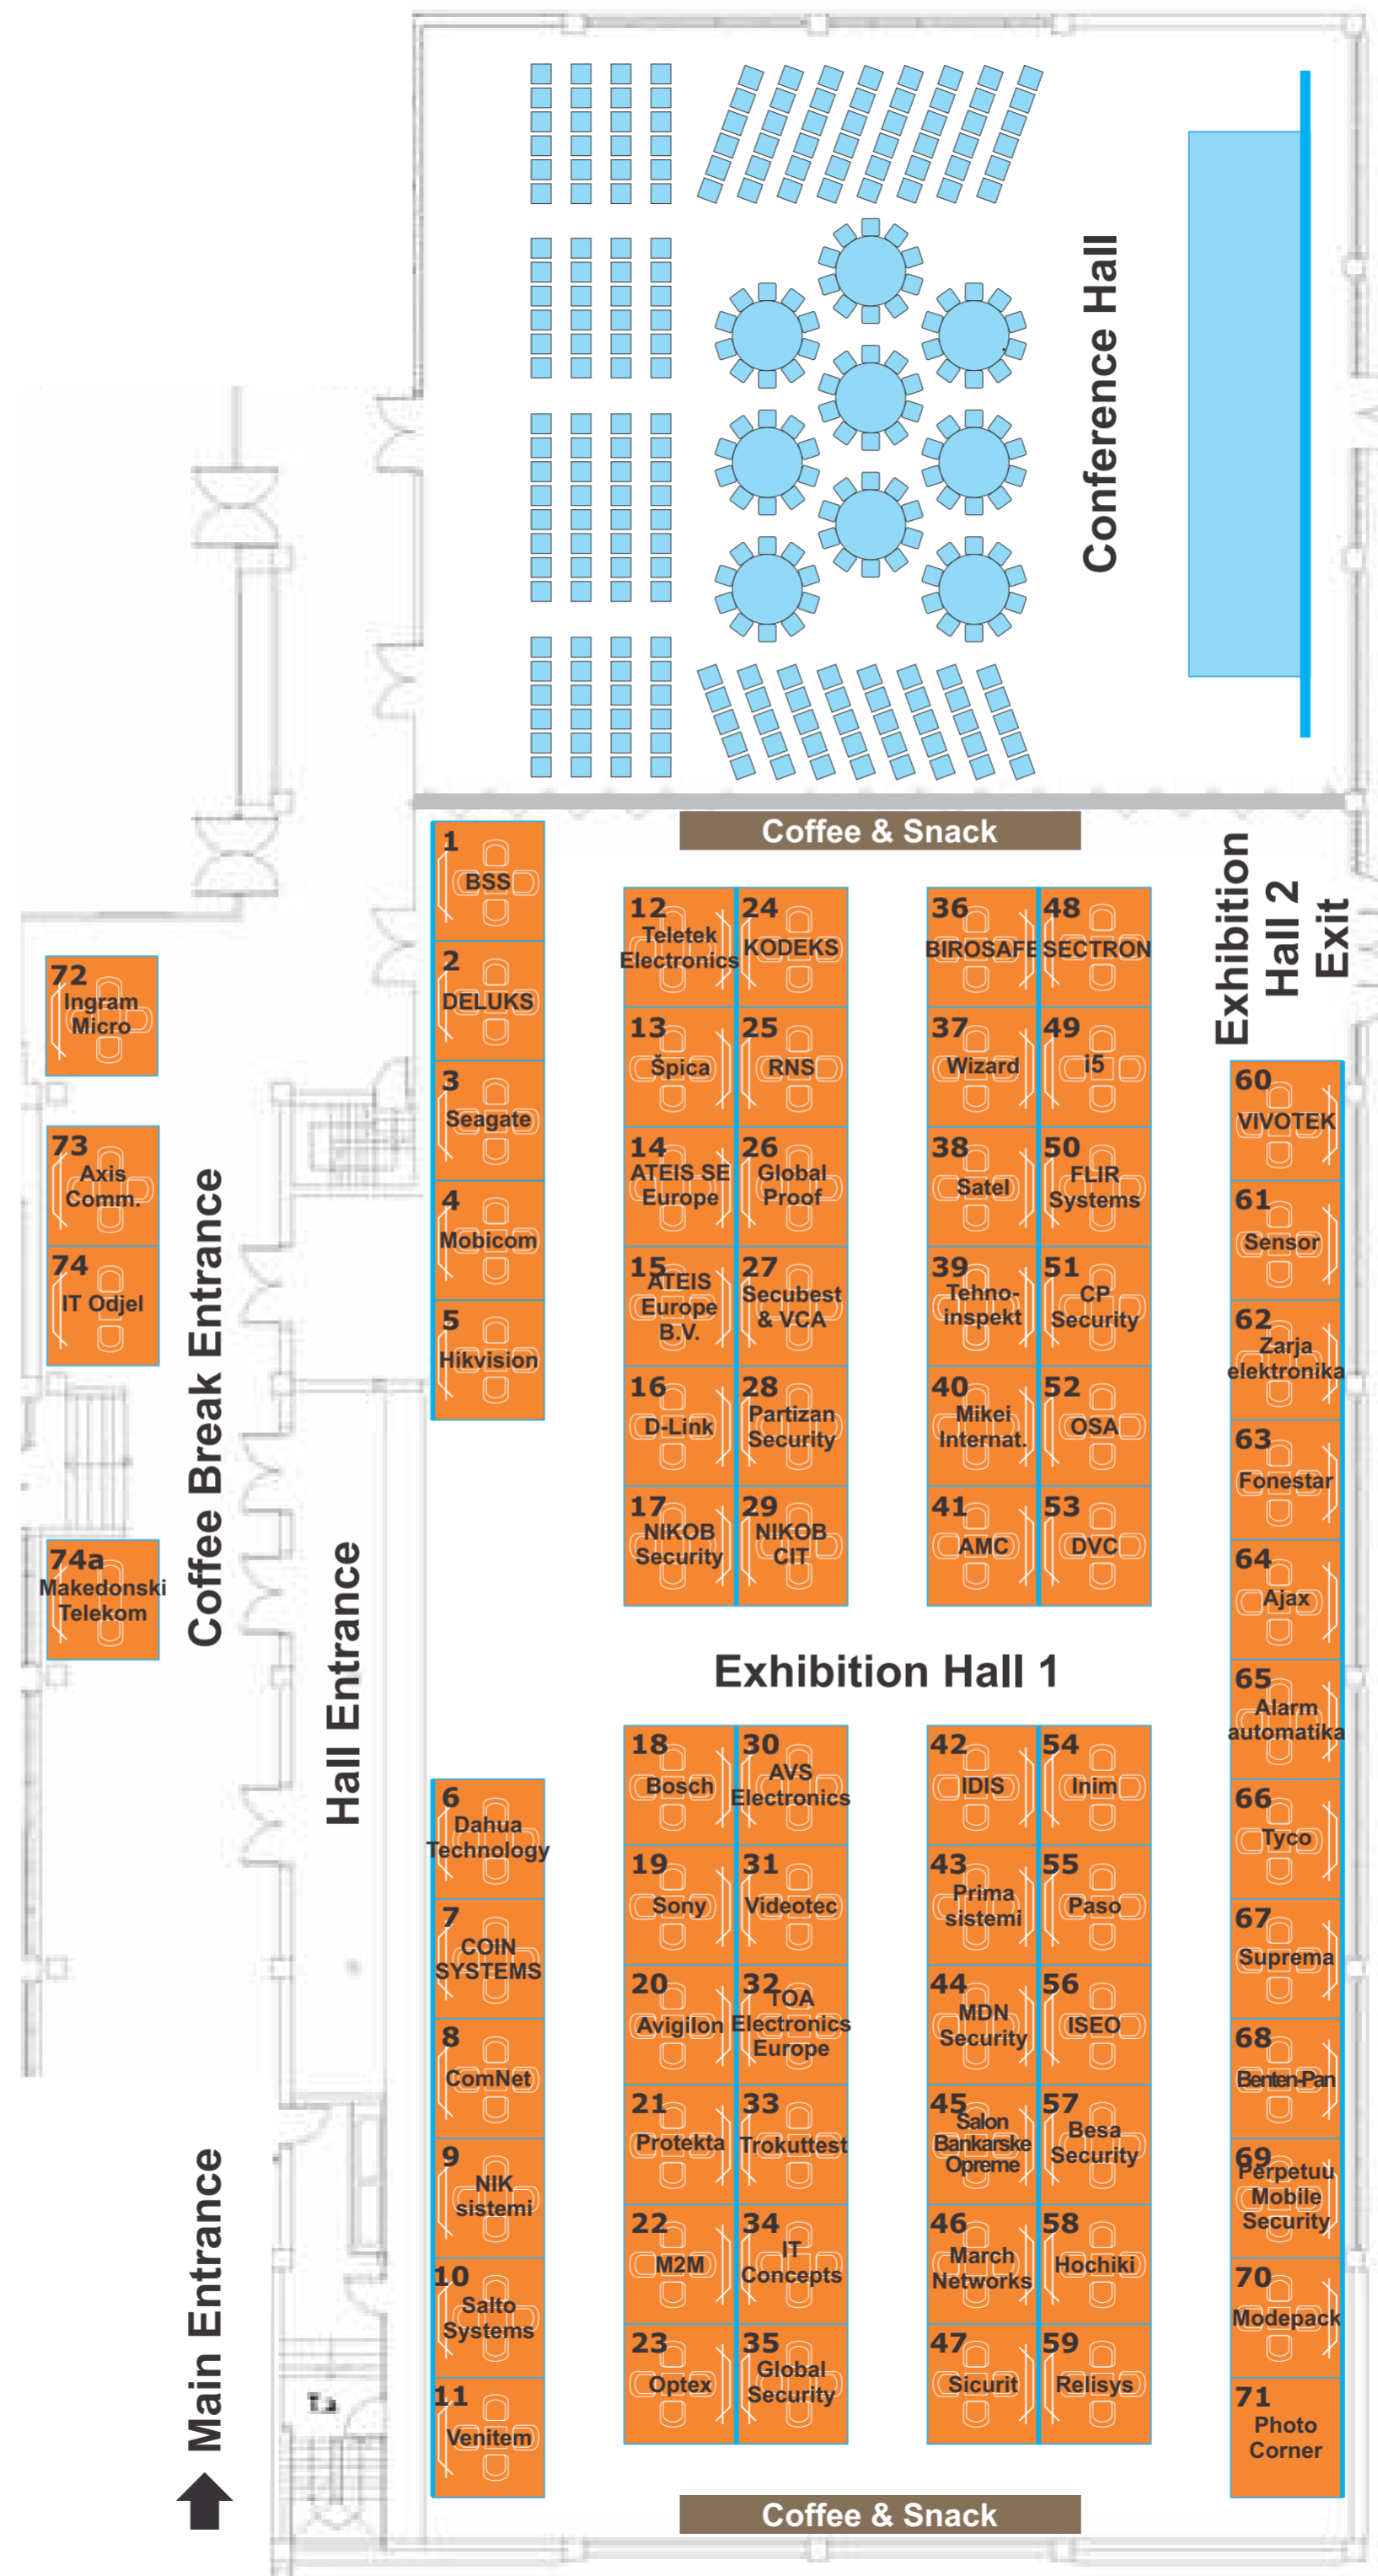 Conference Hall
Coffee & Snack
Exhibition
Hall 2
Exit
1
BSS
2
DELUKS
3
Seagate
4
Mobicom
5
Hikvision
12
Teletek
Electronics
24
KODEKS
13
Špica
25
RNS
14
ATEIS SE
Europe
26
Global
Proof
15
ATEIS
Europe
B.V.
27
Secubest
& VCA
16
D-Link
28
Partizan
Security
17
NIKOB
Security
29
NIKOB
CIT
36
BIROSAFE
48
SECTRON
37
Wizard
49
i5
38
Satel
50
FLIR
Systems
39
Tehno-
inspekt
51
CP
Security
40
Mikei
Internat.
52
OSA
41
AMC
53
DVC
60
VIVOTEK
61
Sensor
62
Zarja
elektronika
63
Fonestar
64
Ajax
65
Alarm
automatika
66
Tyco
67
Suprema
68
Benten-Pan
69
Perpetuu
Mobile
Security
70
Modepack
71
Photo
Corner
72
Ingram
Micro
73
Axis
Comm.
74
IT Odjel
74a
Makedonski
Telekom
Coffee Break Entrance
Hall Entrance
Exhibition Hall 1
6
Dahua
Technology
7
COIN
SYSTEMS
8
ComNet
9
NIK
sistemi
10
Salto
Systems
11
Venitem
18
Bosch
30
AVS
Electronics
19
Sony
31
Videotec
20
Avigilon
32
TOA
Electronics
Europe
21
Protekta
33
Trokuttest
22
M2M
34
IT
Concepts
23
Optex
35
Global
Security
42
IDIS
54
Inim
43
Prima
sistemi
55
Paso
44
MDN
Security
56
ISEO
45
Salon
Bankarske
Opreme
57
Besa
Security
46
March
Networks
58
Hochiki
47
Sicurit
59
Relisys
Main Entrance
Coffee & Snack